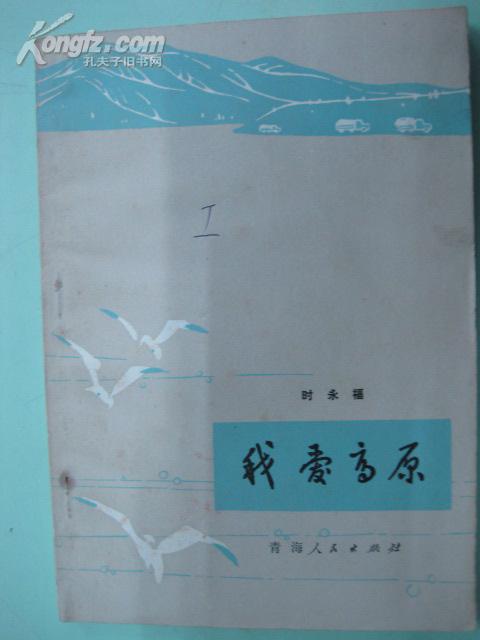 Kongfz.com
孔夫子旧书网
I
时永福
我爱高原
青海人民出版社